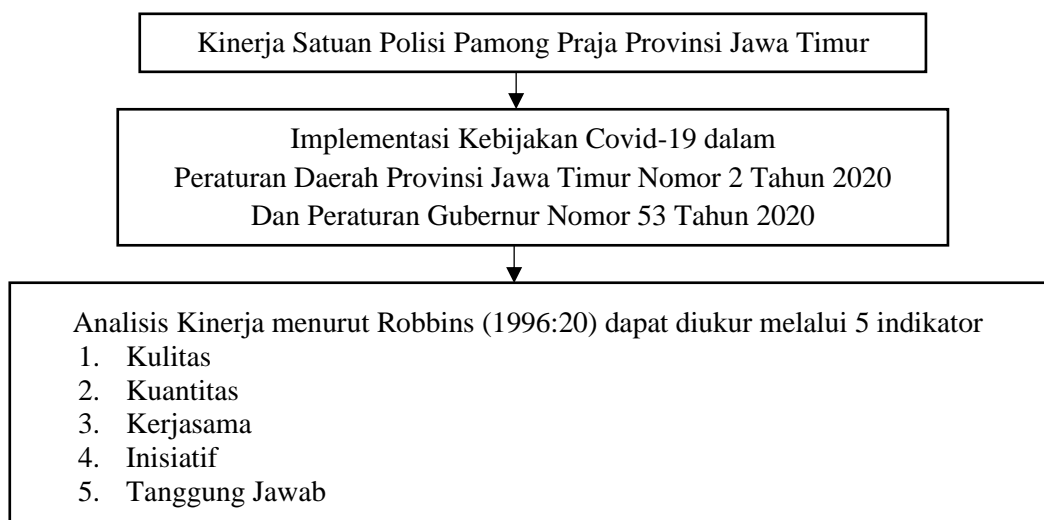 Kinerja Satuan Polisi Pamong Praja Provinsi Jawa Timur
Implementasi Kebijakan Covid-19 dalam
Peraturan Daerah Provinsi Jawa Timur Nomor 2 Tahun 2020
Dan Peraturan Gubernur Nomor 53 Tahun 2020
Analisis Kinerja menurut Robbins (1996:20) dapat diukur melalui 5 indikator
1. Kulitas
2. Kuantitas
3. Kerjasama
4. Inisiatif
5. Tanggung Jawab